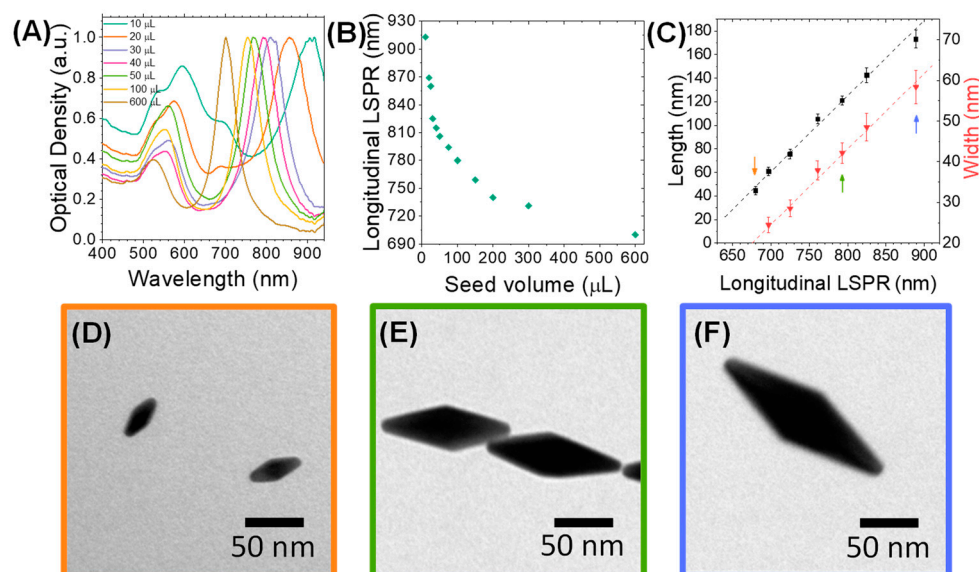 (A)
Optical Density (a.u.)
1.0
0.8
0.6
0.4
0.2
0.0
10 µL
20 µL
30 µL
40 µL
50 µL
100 µL
600 µL
400 500 600 700 800 900
Wavelength (nm)
(B)
Longitudinal LSPR (nm)
930
900
870
840
810
780
750
720
690
0 100 200 300 400 500 600
Seed volume (µL)
(C)
Length (nm)
180
160
140
120
100
80
60
40
20
0
650 700 750 800 850 900
Longitudinal LSPR (nm)
70
60
50
40
30
20
Width (nm)
(D)
50 nm
(E)
50 nm
(F)
50 nm